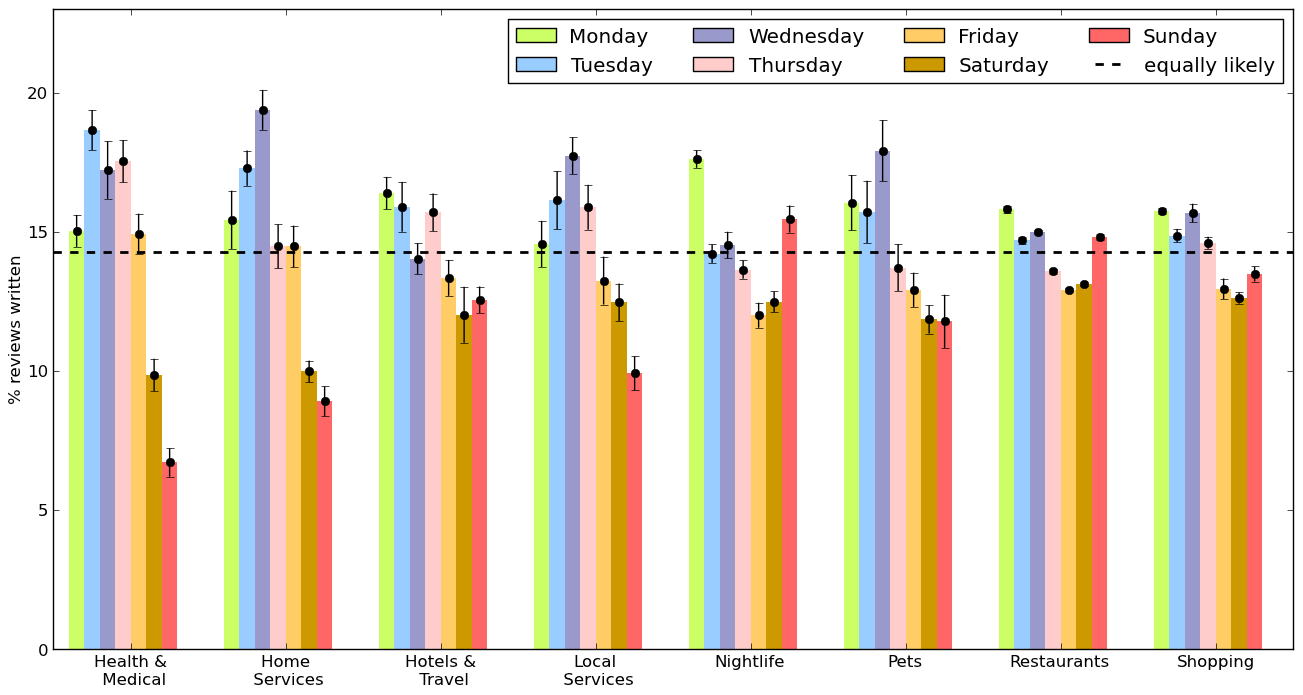 Monday
Tuesday
Wednesday
Thursday
Friday
Saturday
Sunday
equally likely
% reviews written
20
15
10
5
0
Health &
Medical
Home
Services
Hotels &
Travel
Local
Services
Nightlife
Pets
Restaurants
Shopping